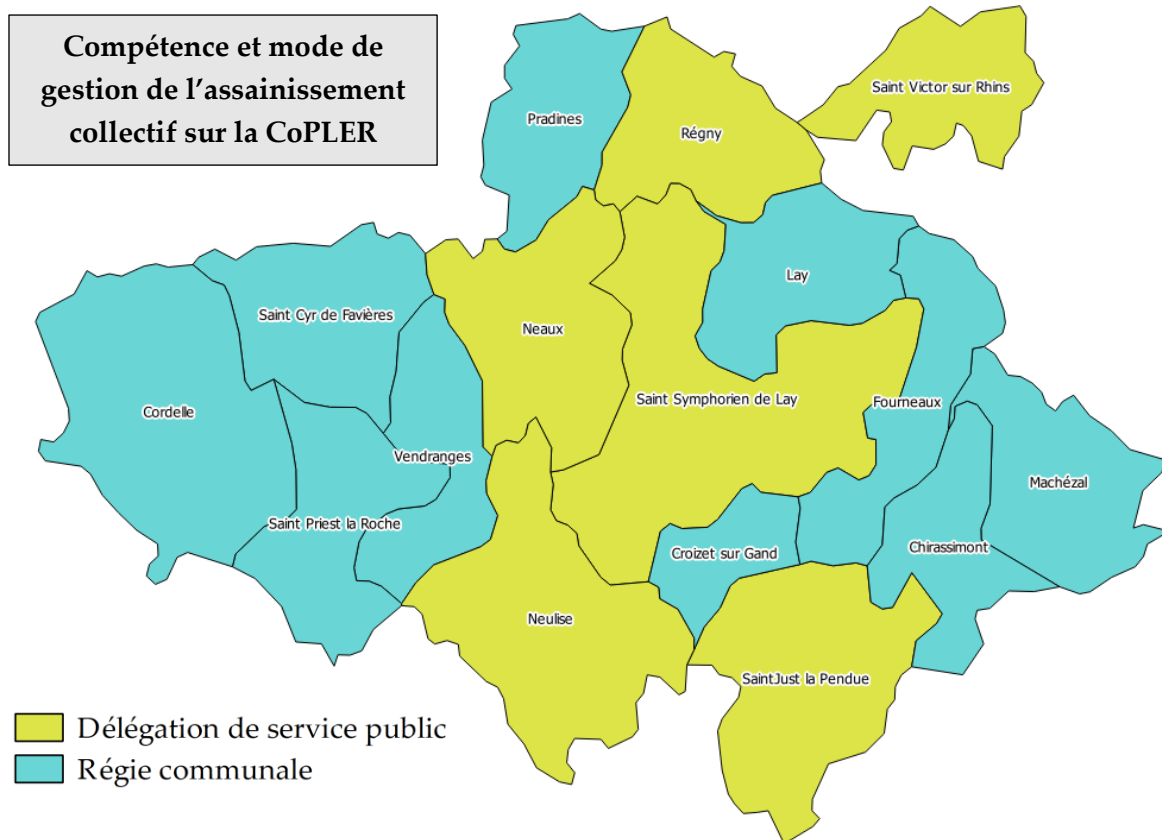 Compétence et mode de
gestion de l’assainissement
collectif sur la CoPLER
Saint Victor sur Rhins
Pradines
Régny
Lay
Saint Cyr de Favières
Neaux
Saint Symphorien de Lay
Fourneaux
Cordelle
Vendranges
Machézal
Saint Priest la Roche
Croizet sur Gand
Chirassimont
Neulise
SaintJust la Pendue
Délégation de service public
Régie communale